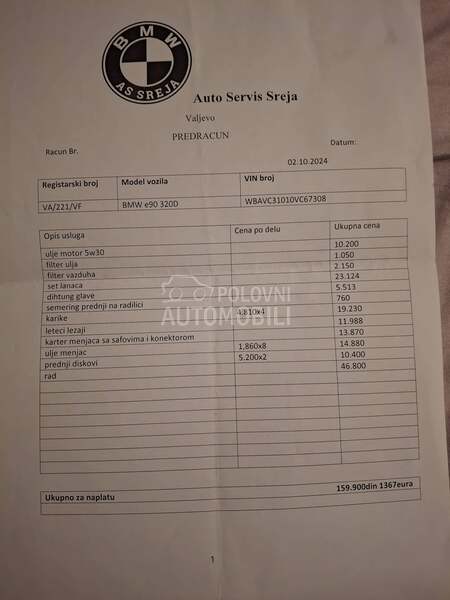 BMW
AS SREJA
Auto Servis Sreja
Valjevo
PREDRACUN
Racun Br.
Datum:
02.10.2024
Registarski broj Model vozila VIN broj
VA/221/VF BMW e90 320D WBAVC31010VC67308
Opis usluga Cena po delu Ukupna cena
ulje motor 5w30 10.200
filter ulja 1.050
filter vazduha 2.150
set lanaca 23.124
dihtung glave 5.513
semering prednji na radilici 760
karike 4.810x4 19.230
leteci lezaji 11.988
karter menjaca sa safovima i konektorom 13.870
ulje menjac 1,860x8 14.880
prednji diskovi 5.200x2 10.400
rad 46.800
POLOVNI
AUTOMOBILI
Ukupno za naplatu 159.900din 1367eura
1